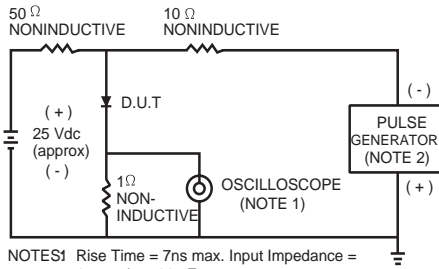 50 Ω
NONINDUCTIVE
10 Ω
NONINDUCTIVE
( + )
25 Vdc
(approx)
( - )
D.U.T
1Ω
NON-
INDUCTIVE
OSCILLOSCOPE
(NOTE 1)
( - )
PULSE
GENERATOR
(NOTE 2)
( + )
NOTES1 Rise Time = 7ns max. Input Impedance =